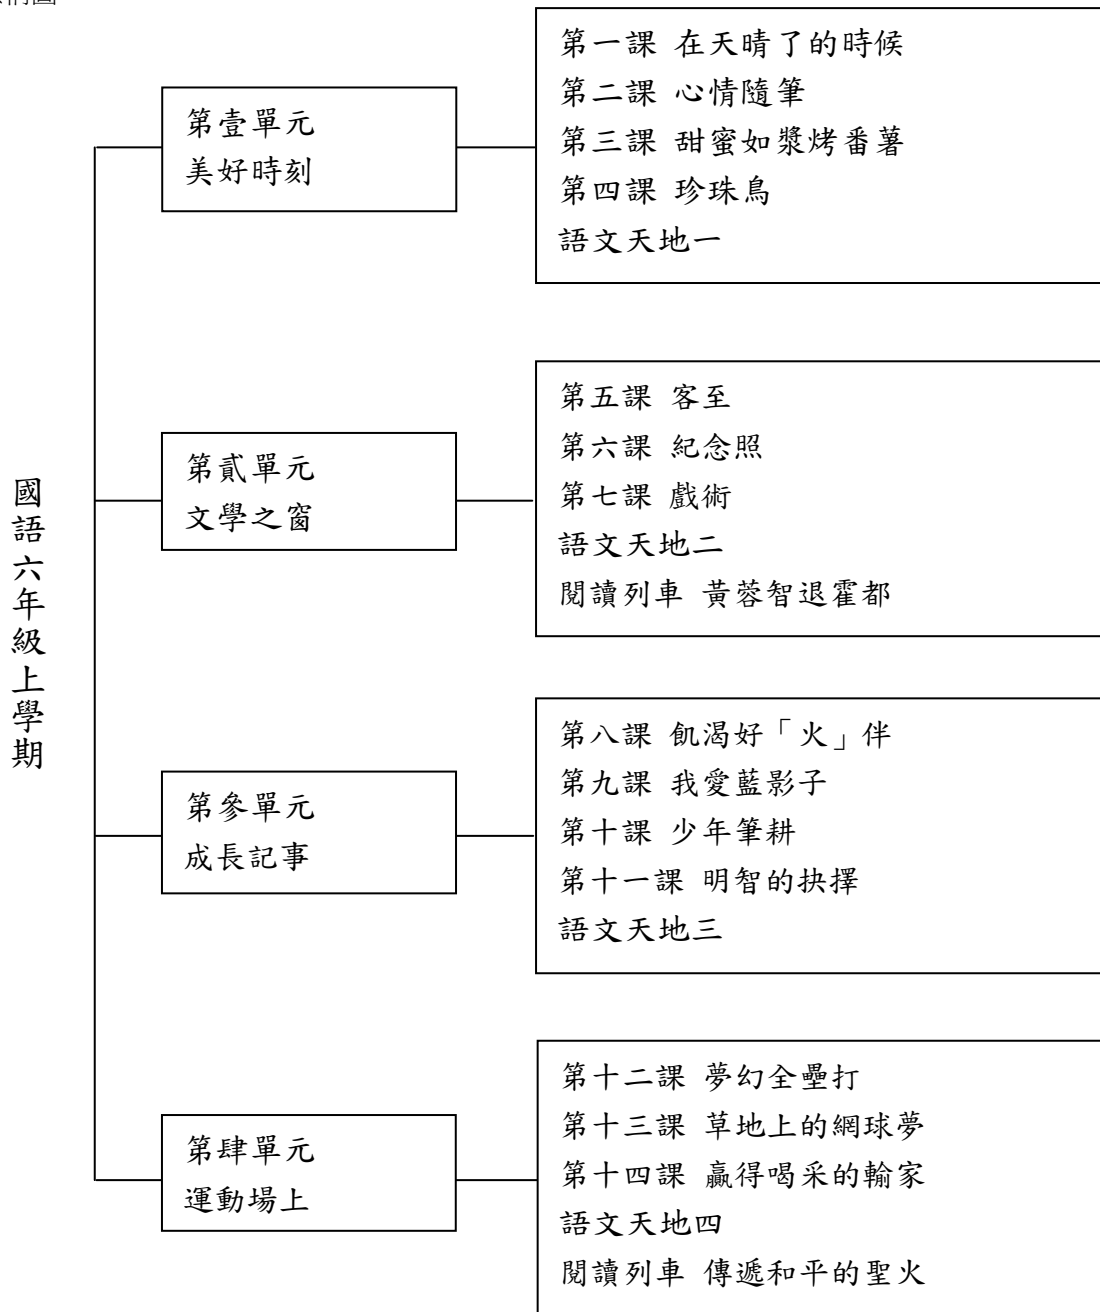 國語六年級上學期
第壹單元
美好時刻
第一課 在天晴了的時候
第二課 心情隨筆
第三課 甜蜜如漿烤番薯
第四課 珍珠鳥
語文天地一
第貳單元
文學之窗
第五課 客至
第六課 紀念照
第七課 戲術
語文天地二
閱讀列車 黃蓉智退霍都
第參單元
成長記事
第八課 飢渴好「火」伴
第九課 我愛藍影子
第十課 少年筆耕
第十一課 明智的抉擇
語文天地三
第肆單元
運動場上
第十二課 夢幻全壘打
第十三課 草地上的網球夢
第十四課 贏得喝采的輸家
語文天地四
閱讀列車 傳遞和平的聖火